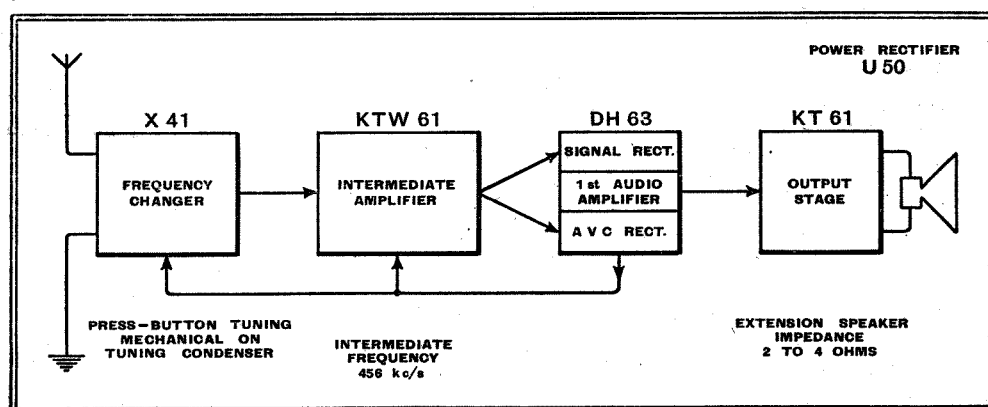 POWER RECTIFIER
U 50
X 41
KTW 61
DH 63
KT 61
FREQUENCY
CHANGER
INTERMEDIATE
AMPLIFIER
SIGNAL RECT.
1st AUDIO
AMPLIFIER
A V C RECT.
OUTPUT
STAGE
PRESS-BUTTON TUNING
MECHANICAL ON
TUNING CONDENSER
INTERMEDIATE
FREQUENCY
456 kc/s
EXTENSION SPEAKER
IMPEDANCE
2 TO 4 OHMS